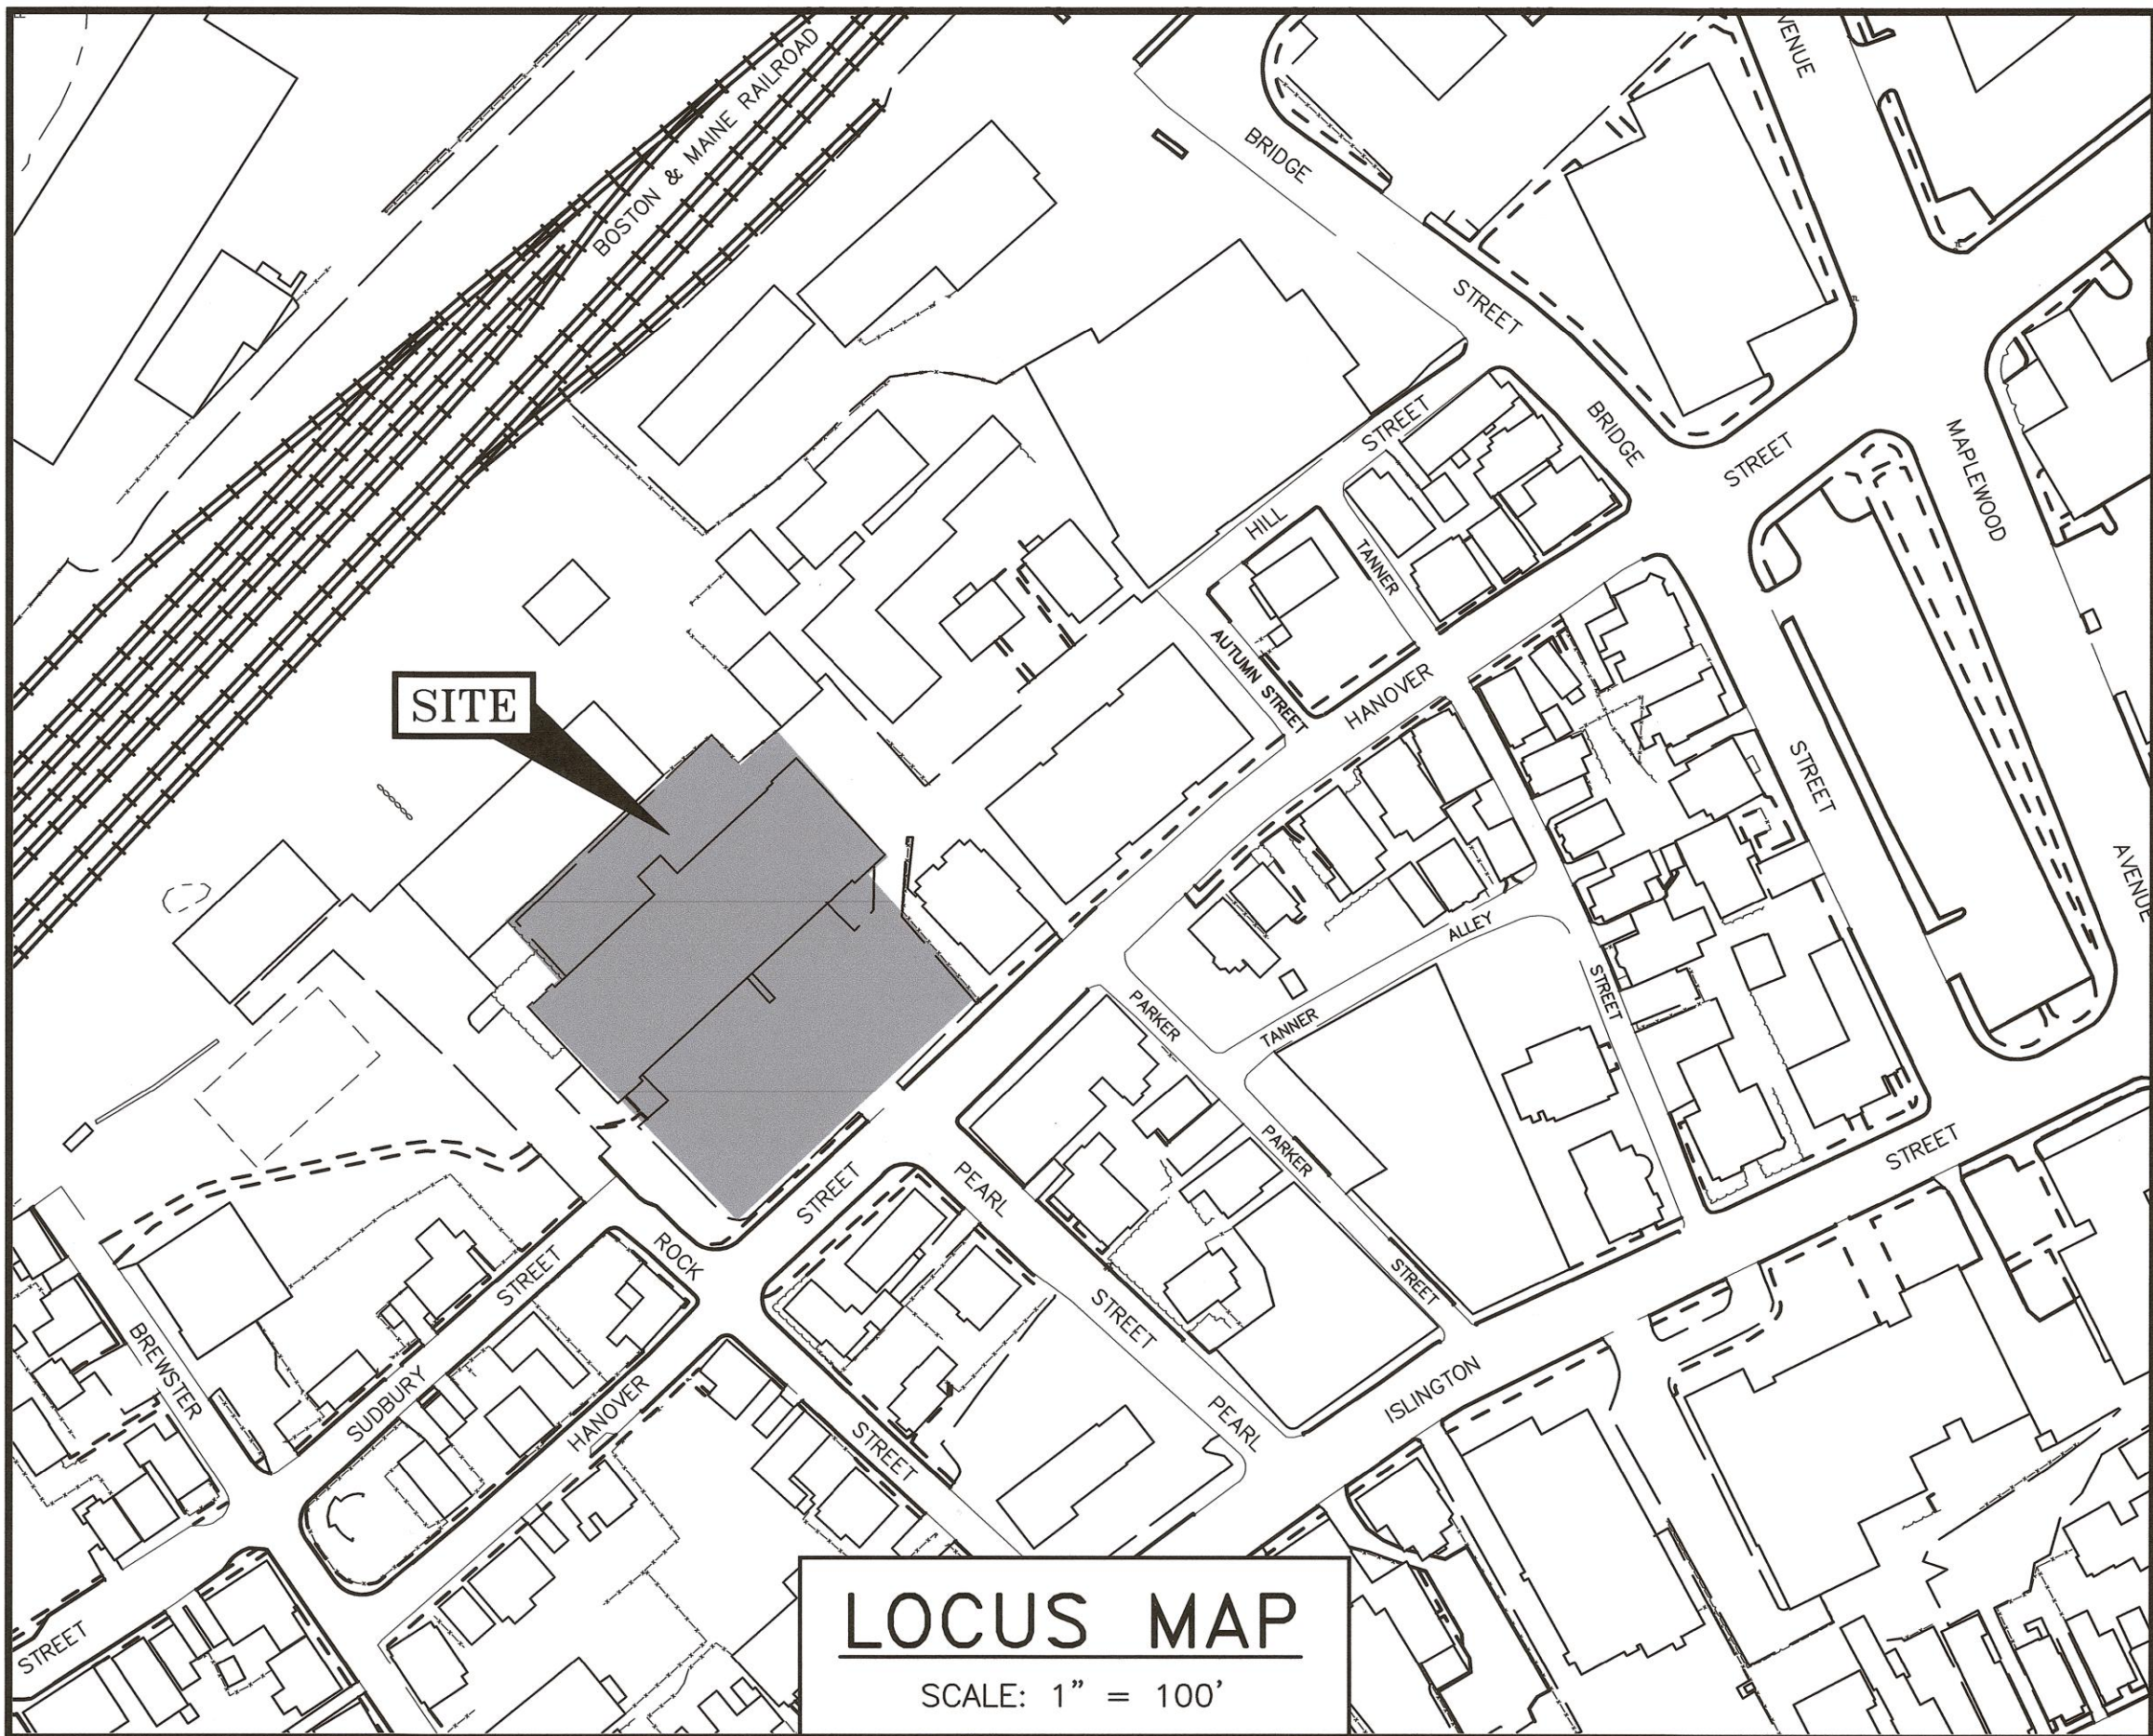 VENUE
BOSTON & MAINE RAILROAD
BRIDGE
STREET
STREET
BRIDGE
STREET
MAPLEWOOD
HILL
TANNER
AUTUMN STREET
HANOVER
SITE
STREET
AVENUE
ALLEY
STREET
PARKER
TANNER
PARKER
STREET
STREET
PEARL
ROCK
STREET
STREET
STREET
BREWSTER
SUDBURY
HANOVER
ISLINGTON
PEARL
STREET
STREET
LOCUS MAP
SCALE: 1" = 100'